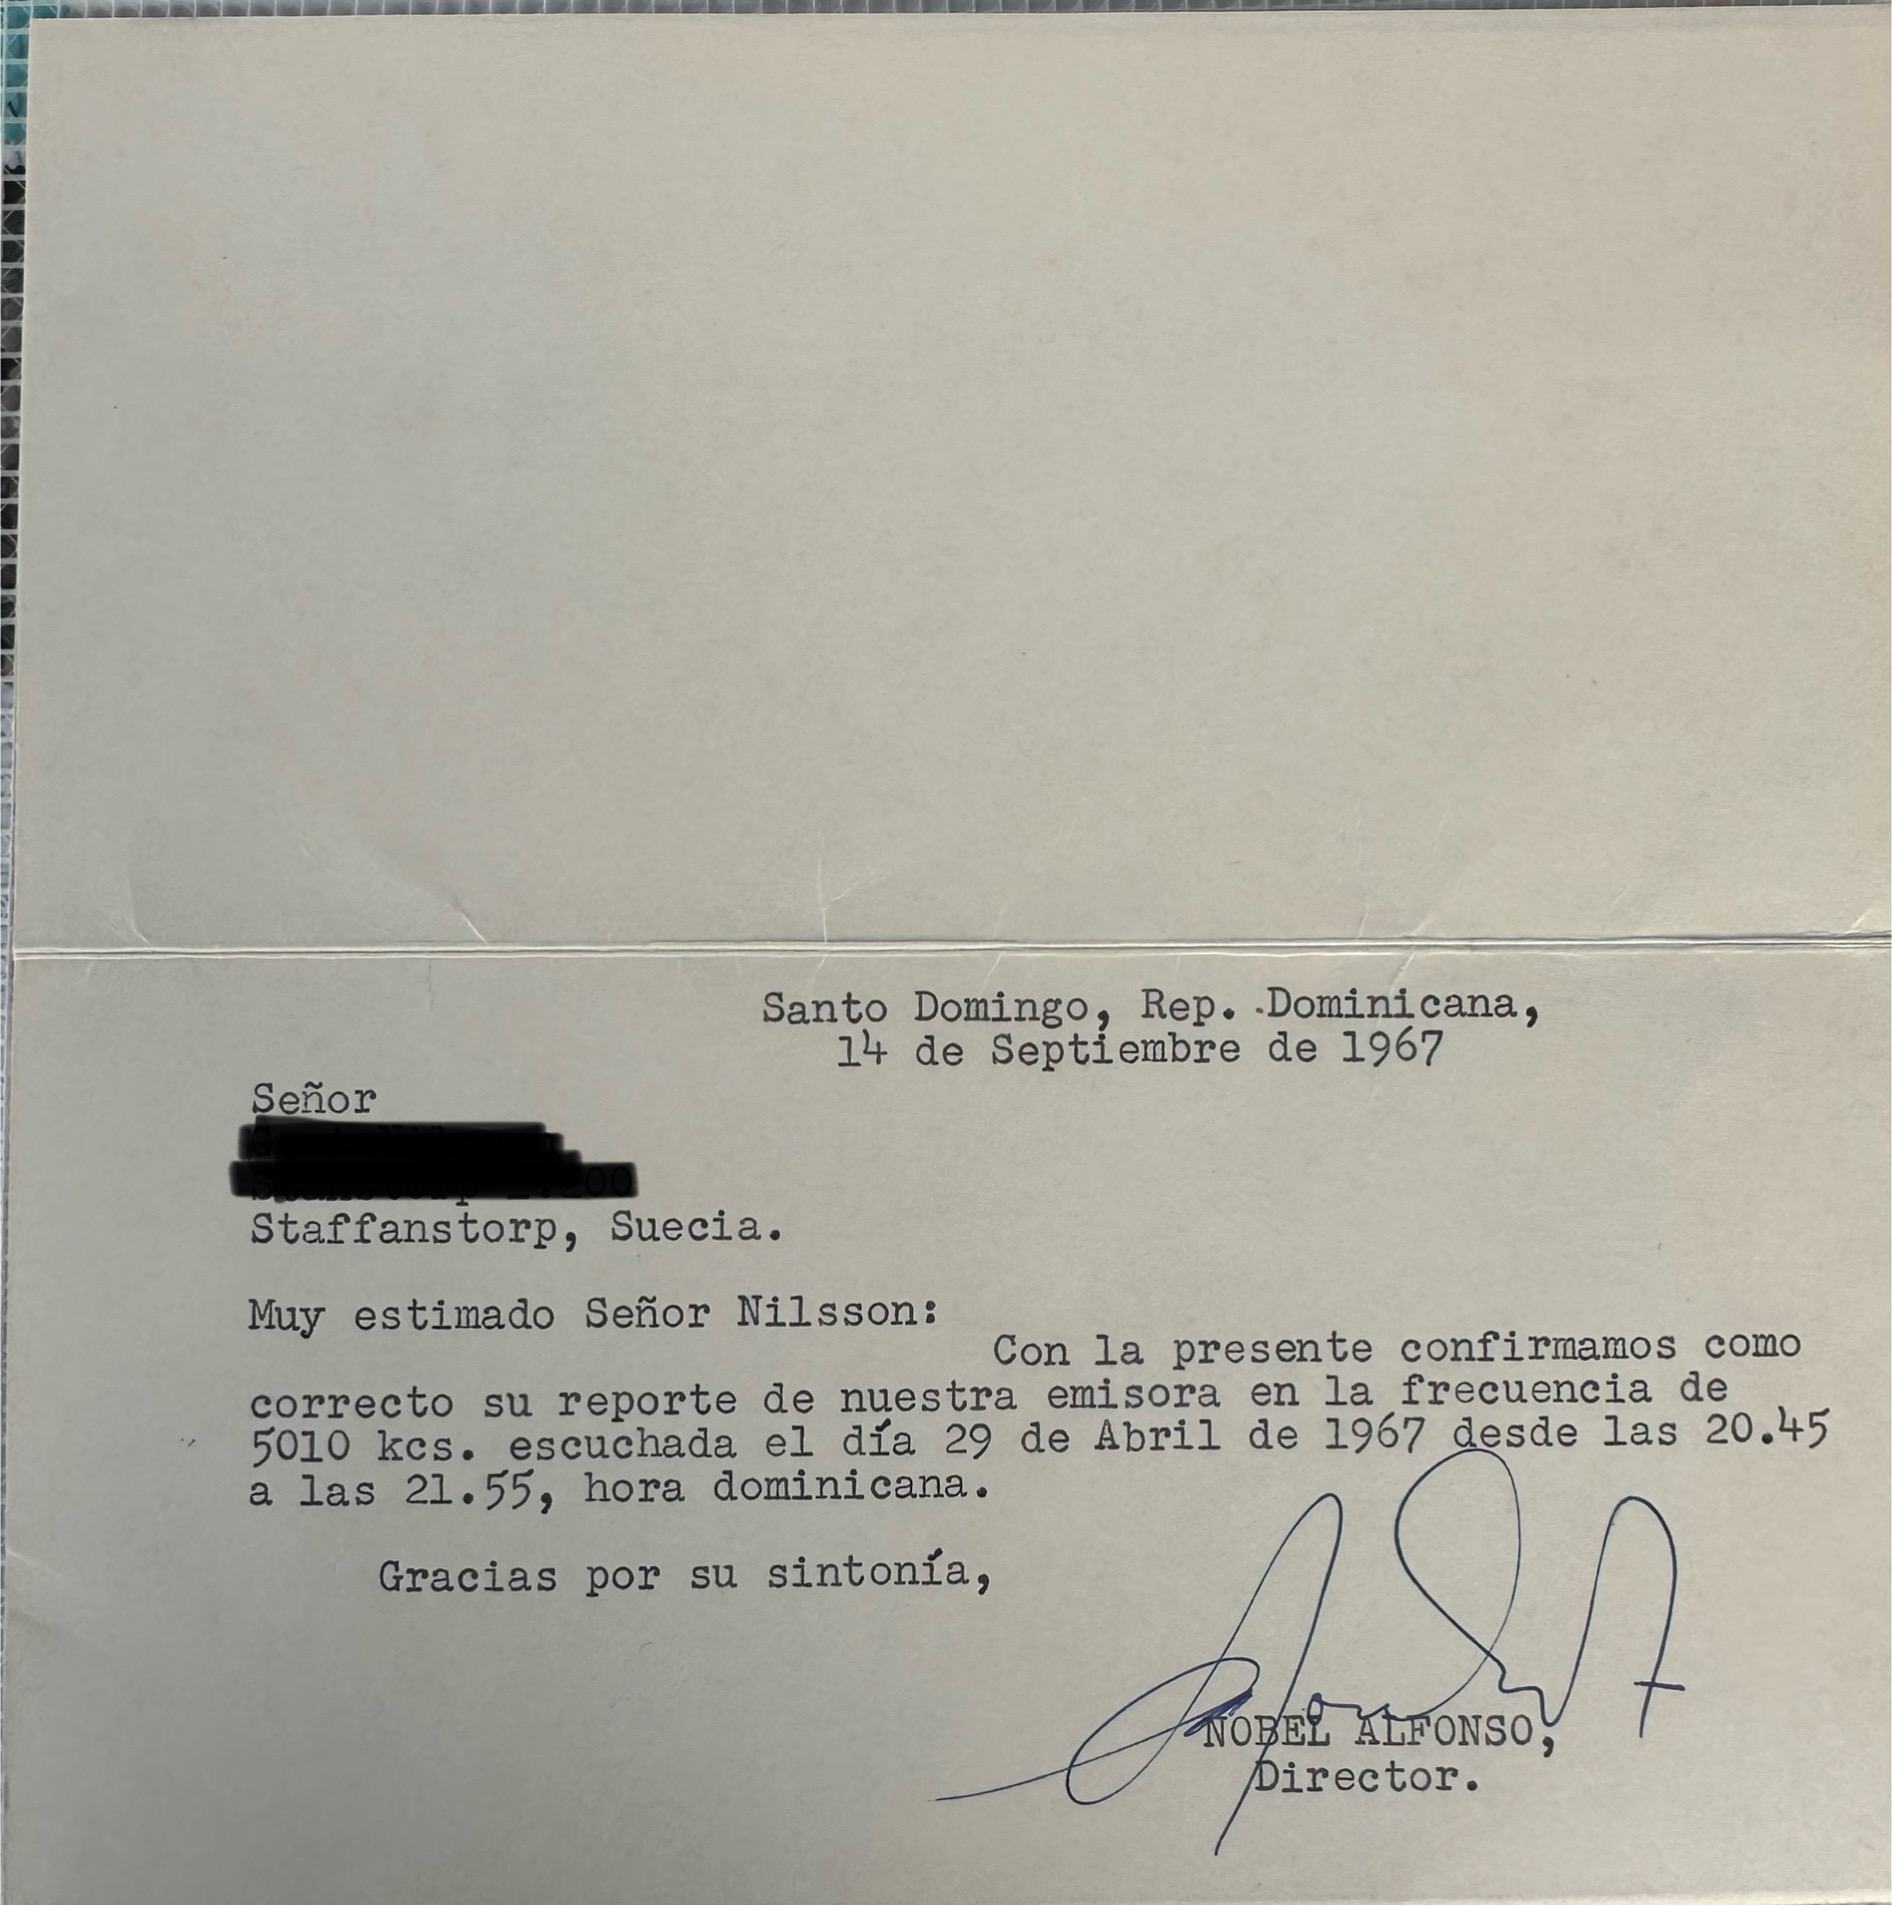 Santo Domingo, Rep. Dominicana,
14 de Septiembre de 1967
Señor
Staffanstorp, Suecia.
Muy estimado Señor Nilsson:
Con la presente confirmamos como
correcto su reporte de nuestra emisora en la frecuencia de
5010 kcs. escuchada el día 29 de Abril de 1967 desde las 20.45
a las 21.55, hora dominicana.
Gracias por su sintonía,
NOBEL ALFONSO,
Director.